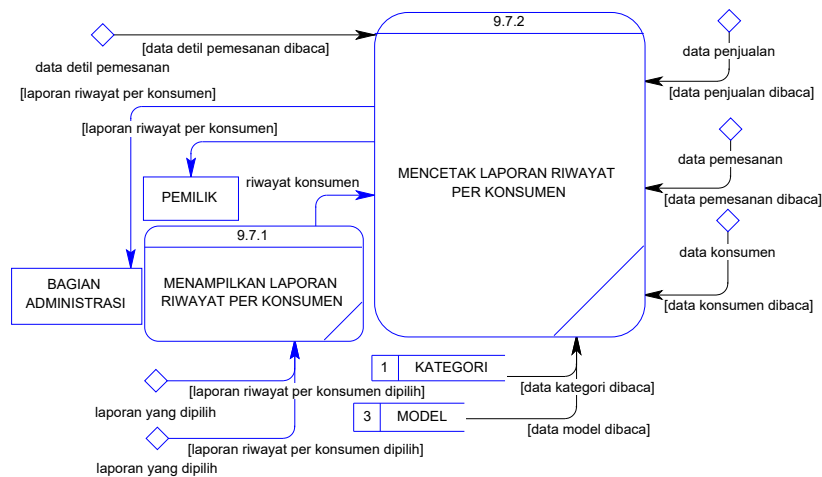 9.7.2
[data detil pemesanan dibaca]
data detil pemesanan
data penjualan
[laporan riwayat per konsumen]
[data penjualan dibaca]
[laporan riwayat per konsumen]
data pemesanan
MENCETAK LAPORAN RIWAYAT
PER KONSUMEN
riwayat konsumen
PEMILIK
[data pemesanan dibaca]
9.7.1
data konsumen
MENAMPILKAN LAPORAN
RIWAYAT PER KONSUMEN
BAGIAN
ADMINISTRASI
[data konsumen dibaca]
1 KATEGORI
[laporan riwayat per konsumen dipilih]
[data kategori dibaca]
laporan yang dipilih
3 MODEL
[data model dibaca]
[laporan riwayat per konsumen dipilih]
laporan yang dipilih